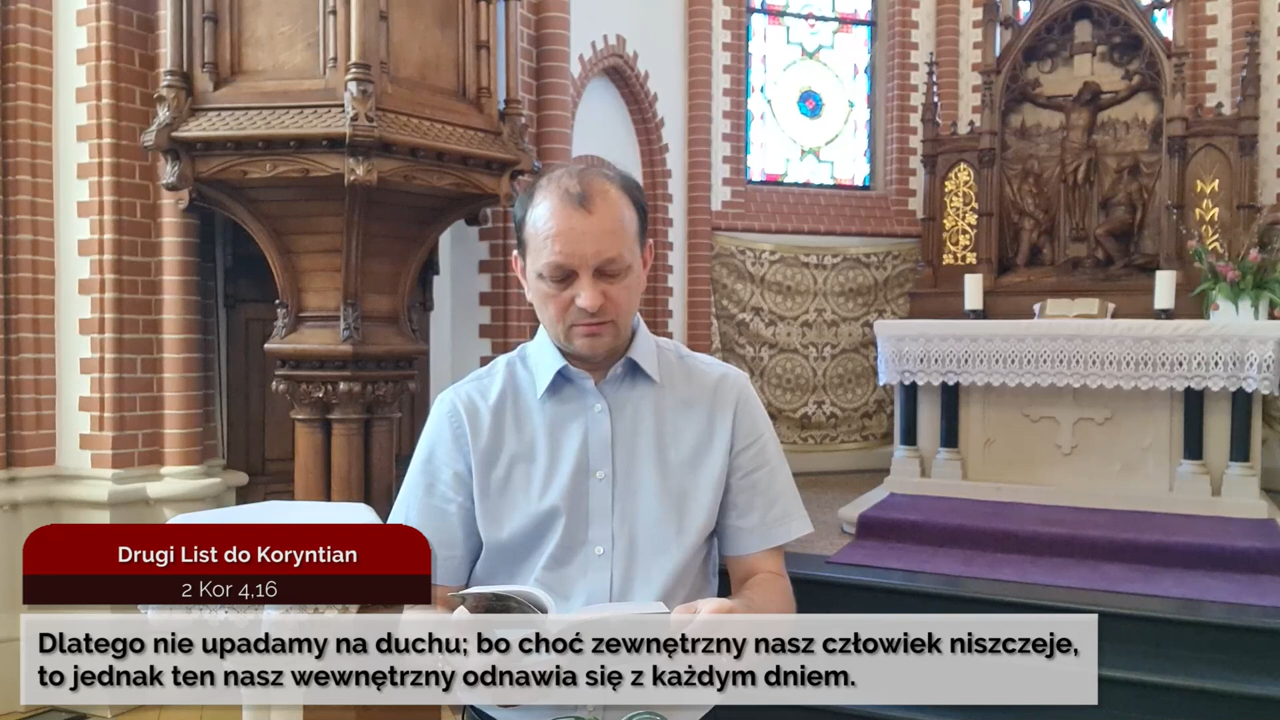 Drugi List do Koryntian
2 Kor 4,16
Dlatego nie upadamy na duchu; bo choć zewnętrzny nasz człowiek niszczeje,
to jednak ten nasz wewnętrzny odnawia się z każdym dniem.